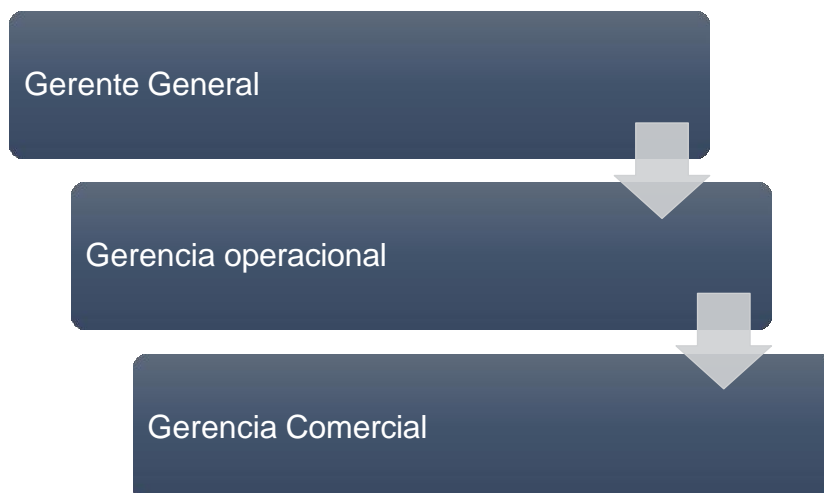 Gerente General
Gerencia operacional
Gerencia Comercial